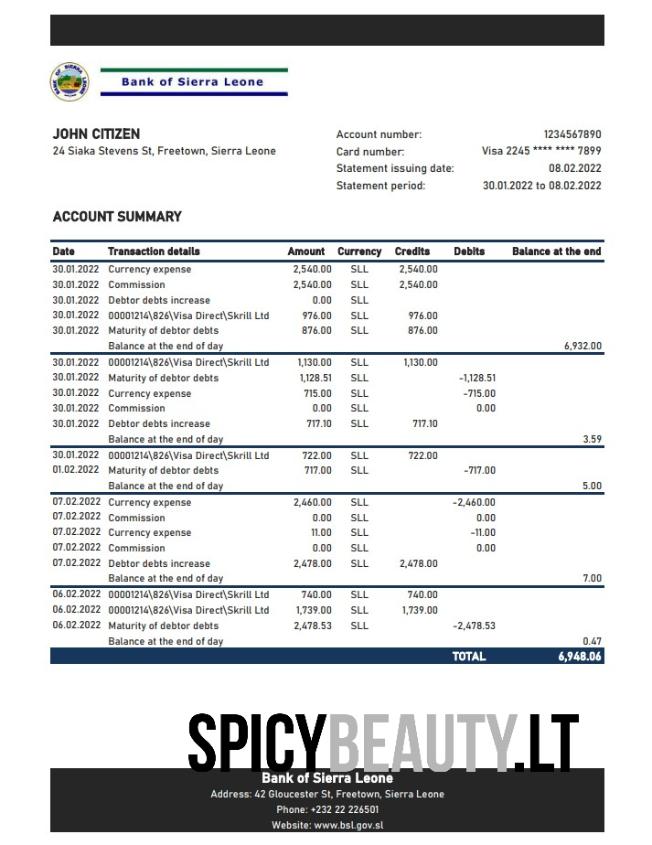 BANK OF SIERRA LEONE
Bank of Sierra Leone
JOHN CITIZEN
24 Siaka Stevens St, Freetown, Sierra Leone
Account number: 1234567890
Card number: Visa 2245 **** **** 7899
Statement issuing date: 08.02.2022
Statement period: 30.01.2022 to 08.02.2022
ACCOUNT SUMMARY
Date Transaction details Amount Currency Credits Debits Balance at the end
30.01.2022 Currency expense 2,540.00 SLL 2,540.00
30.01.2022 Commission 2,540.00 SLL 2,540.00
30.01.2022 Debtor debts increase 0.00 SLL
30.01.2022 00001214\826\Visa Direct\Skrill Ltd 976.00 SLL 976.00
30.01.2022 Maturity of debtor debts 876.00 SLL 876.00
Balance at the end of day 6,932.00
30.01.2022 00001214\826\Visa Direct\Skrill Ltd 1,130.00 SLL 1,130.00
30.01.2022 Maturity of debtor debts 1,128.51 SLL -1,128.51
30.01.2022 Currency expense 715.00 SLL -715.00
30.01.2022 Commission 0.00 SLL 0.00
30.01.2022 Debtor debts increase 717.10 SLL 717.10
Balance at the end of day 3.59
30.01.2022 00001214\826\Visa Direct\Skrill Ltd 722.00 SLL 722.00
01.02.2022 Maturity of debtor debts 717.00 SLL -717.00
Balance at the end of day 5.00
07.02.2022 Currency expense 2,460.00 SLL -2,460.00
07.02.2022 Commission 0.00 SLL 0.00
07.02.2022 Currency expense 11.00 SLL -11.00
07.02.2022 Commission 0.00 SLL 0.00
07.02.2022 Debtor debts increase 2,478.00 SLL 2,478.00
Balance at the end of day 7.00
06.02.2022 00001214\826\Visa Direct\Skrill Ltd 740.00 SLL 740.00
06.02.2022 00001214\826\Visa Direct\Skrill Ltd 1,739.00 SLL 1,739.00
06.02.2022 Maturity of debtor debts 2,478.53 SLL -2,478.53
Balance at the end of day 0.47
TOTAL 6,948.06
SPICYBEAUTY.LT
Bank of Sierra Leone
Address: 42 Gloucester St, Freetown, Sierra Leone
Phone: +232 22 226501
Website: www.bsl.gov.sl